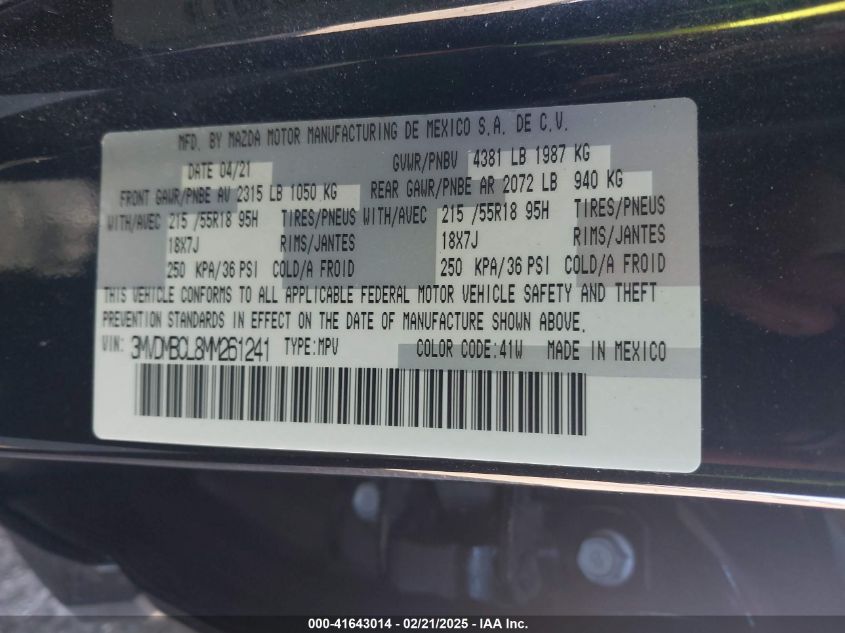 MFD. BY MAZDA MOTOR MANUFACTURING DE MEXICO S.A. DE C.V.
DATE 04/21 GVWR/PNBV 4381 LB 1987 KG
FRONT GAWR/PNBE AV 2315 LB 1050 KG REAR GAWR/PNBE AR 2072 LB 940 KG
WITH/AVEC 215 /55R18 95H TIRES/PNEUS WITH/AVEC 215 /55R18 95H TIRES/PNEUS
18X7J RIMS/JANTES 18X7J RIMS/JANTES
250 KPA/36 PSI COLD/A FROID 250 KPA/36 PSI COLD/A FROID
THIS VEHICLE CONFORMS TO ALL APPLICABLE FEDERAL MOTOR VEHICLE SAFETY AND THEFT
PREVENTION STANDARDS IN EFFECT ON THE DATE OF MANUFACTURE SHOWN ABOVE.
VIN: 3MVDMBCL8MM261241 TYPE:MPV COLOR CODE:41W MADE IN MEXICO
000-41643014 - 02/21/2025 - IAA Inc.